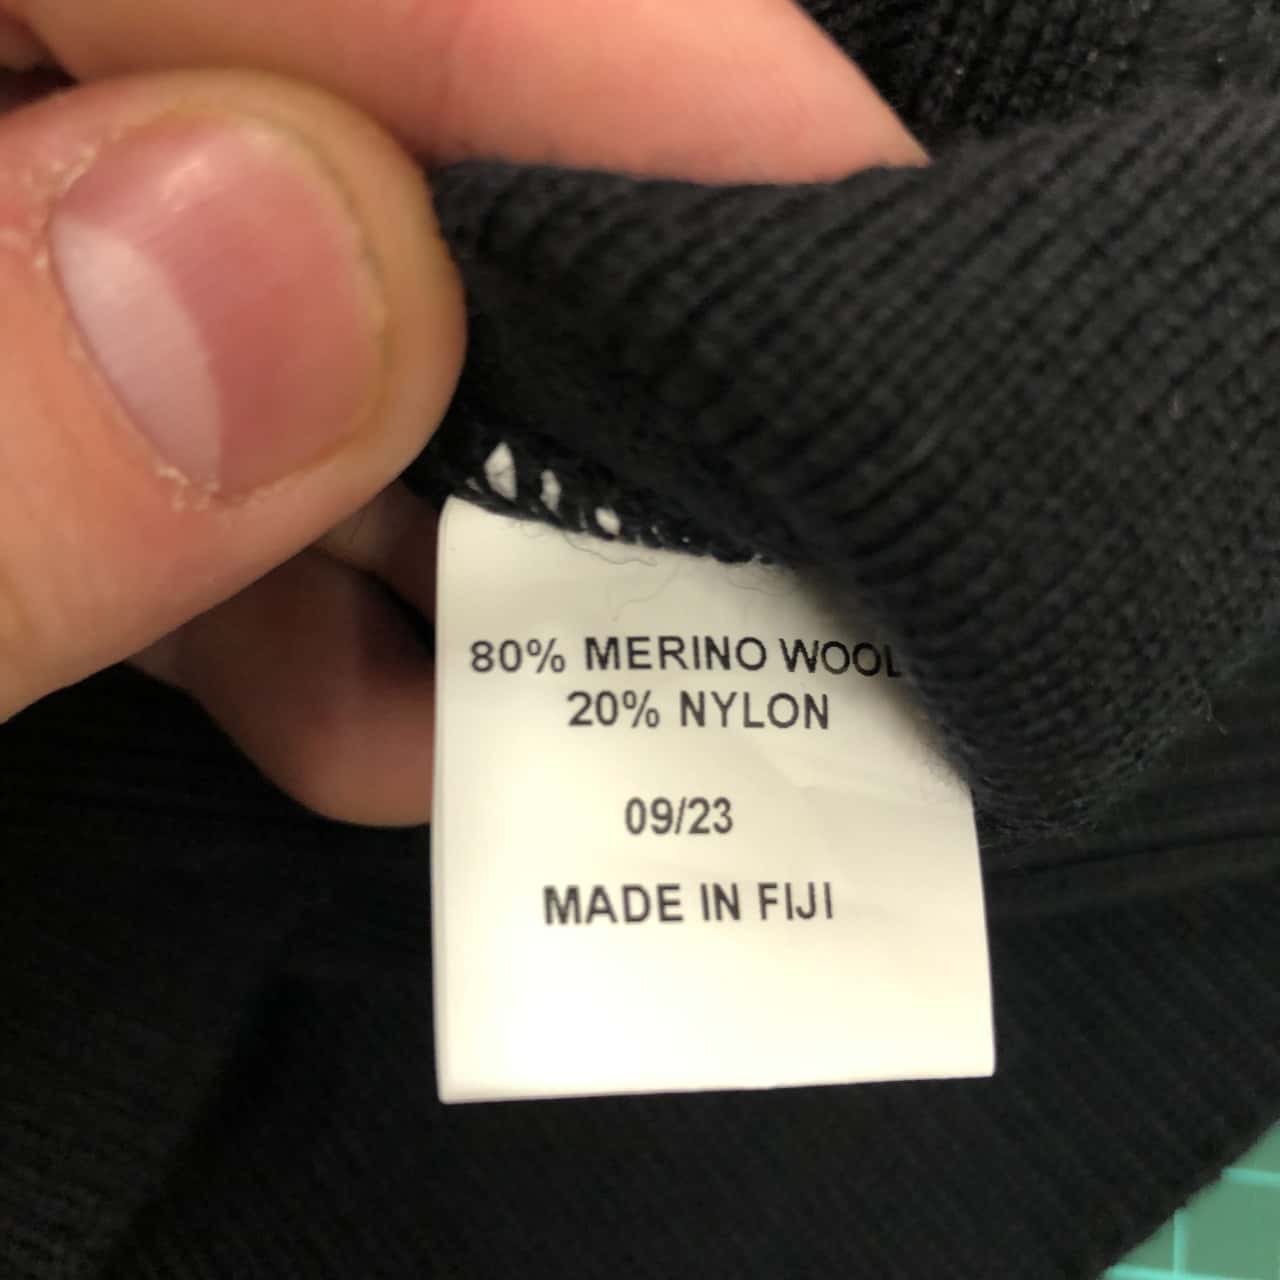 80% MERINO WOOL
20% NYLON
09/23
MADE IN FIJI